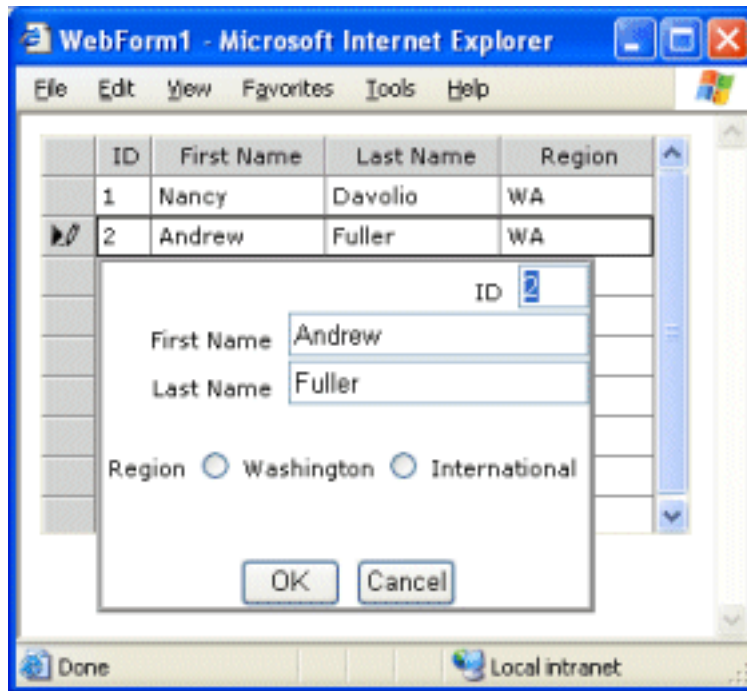 WebForm1 - Microsoft Internet Explorer
File Edit View Favorites Tools Help
ID First Name Last Name Region
1 Nancy Davolio WA
2 Andrew Fuller WA
ID 2
First Name Andrew
Last Name Fuller
Region Washington International
OK Cancel
Done Local intranet